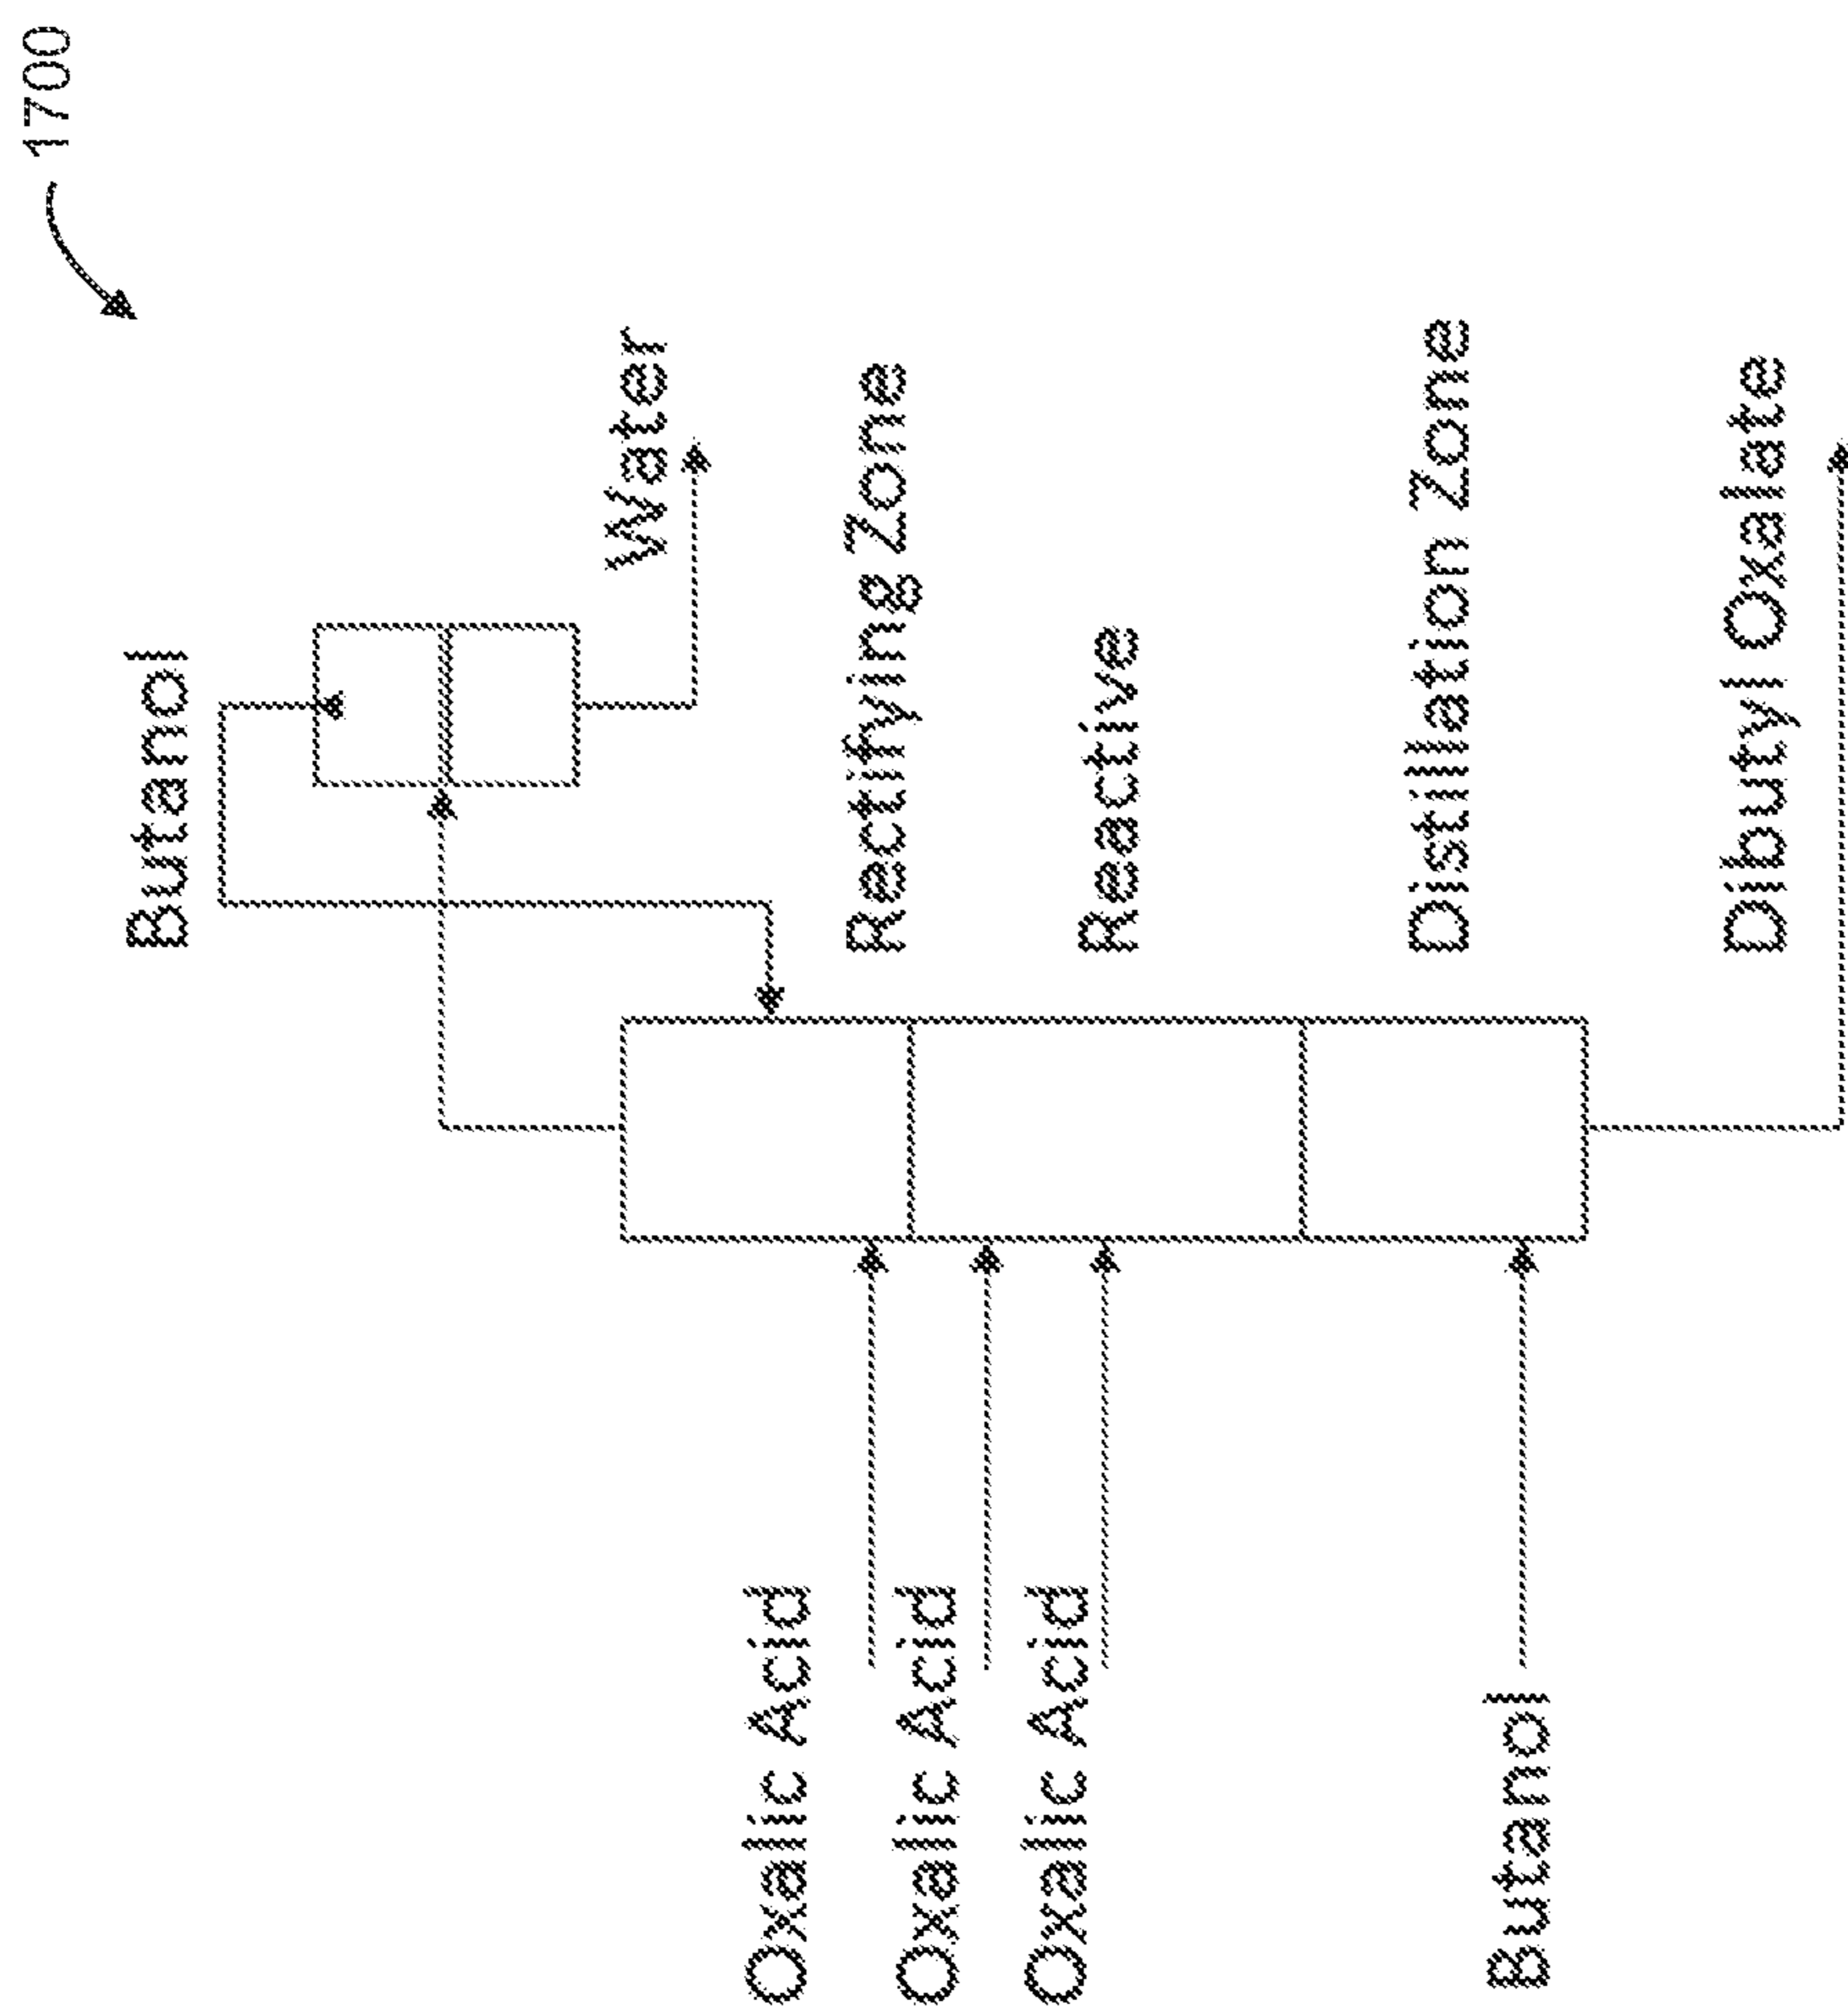 1700
Butanol
Water
Oxalic Acid
Rectifying Zone
Oxalic Acid
Oxalic Acid
Reactive
Distillation Zone
Butanol
Dibutyl Oxalate